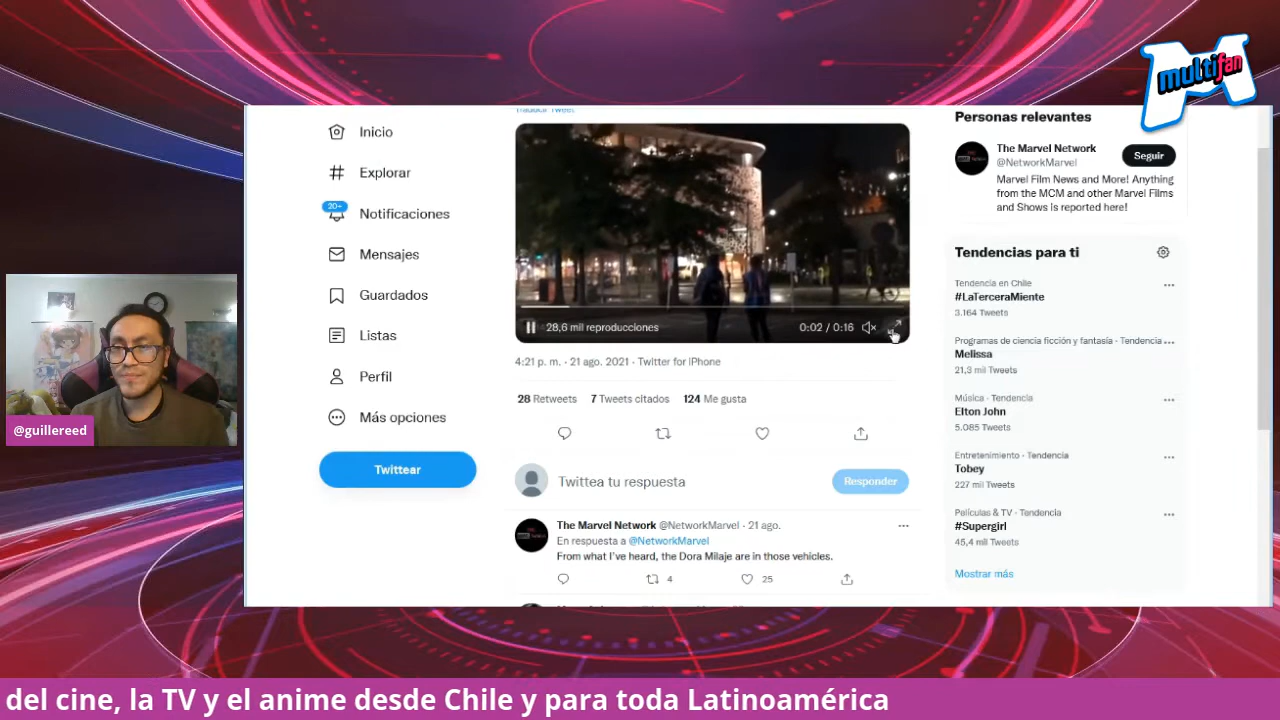 multifan
Traducir Tweet
Inicio
Explorar
20+
Notificaciones
Mensajes
Guardados
Listas
Perfil
Más opciones
Twittear
28,6 mil reproducciones
0:02 / 0:16
4:21 p. m. · 21 ago. 2021 · Twitter for iPhone
28 Retweets 7 Tweets citados 124 Me gusta
Twittea tu respuesta
Responder
The Marvel Network @NetworkMarvel · 21 ago.
En respuesta a @NetworkMarvel
From what I've heard, the Dora Milaje are in those vehicles.
4
25
Personas relevantes
The Marvel Network
@NetworkMarvel
Seguir
Marvel Film News and More! Anything
from the MCM and other Marvel Films
and Shows is reported here!
Tendencias para ti
Tendencia en Chile
#LaTerceraMiente
3.164 Tweets
Programas de ciencia ficción y fantasía · Tendencia
Melissa
21,3 mil Tweets
Música · Tendencia
Elton John
5.085 Tweets
Entretenimiento · Tendencia
Tobey
227 mil Tweets
Películas & TV · Tendencia
#Supergirl
45,4 mil Tweets
Mostrar más
@guillereed
del cine, la TV y el anime desde Chile y para toda Latinoamérica